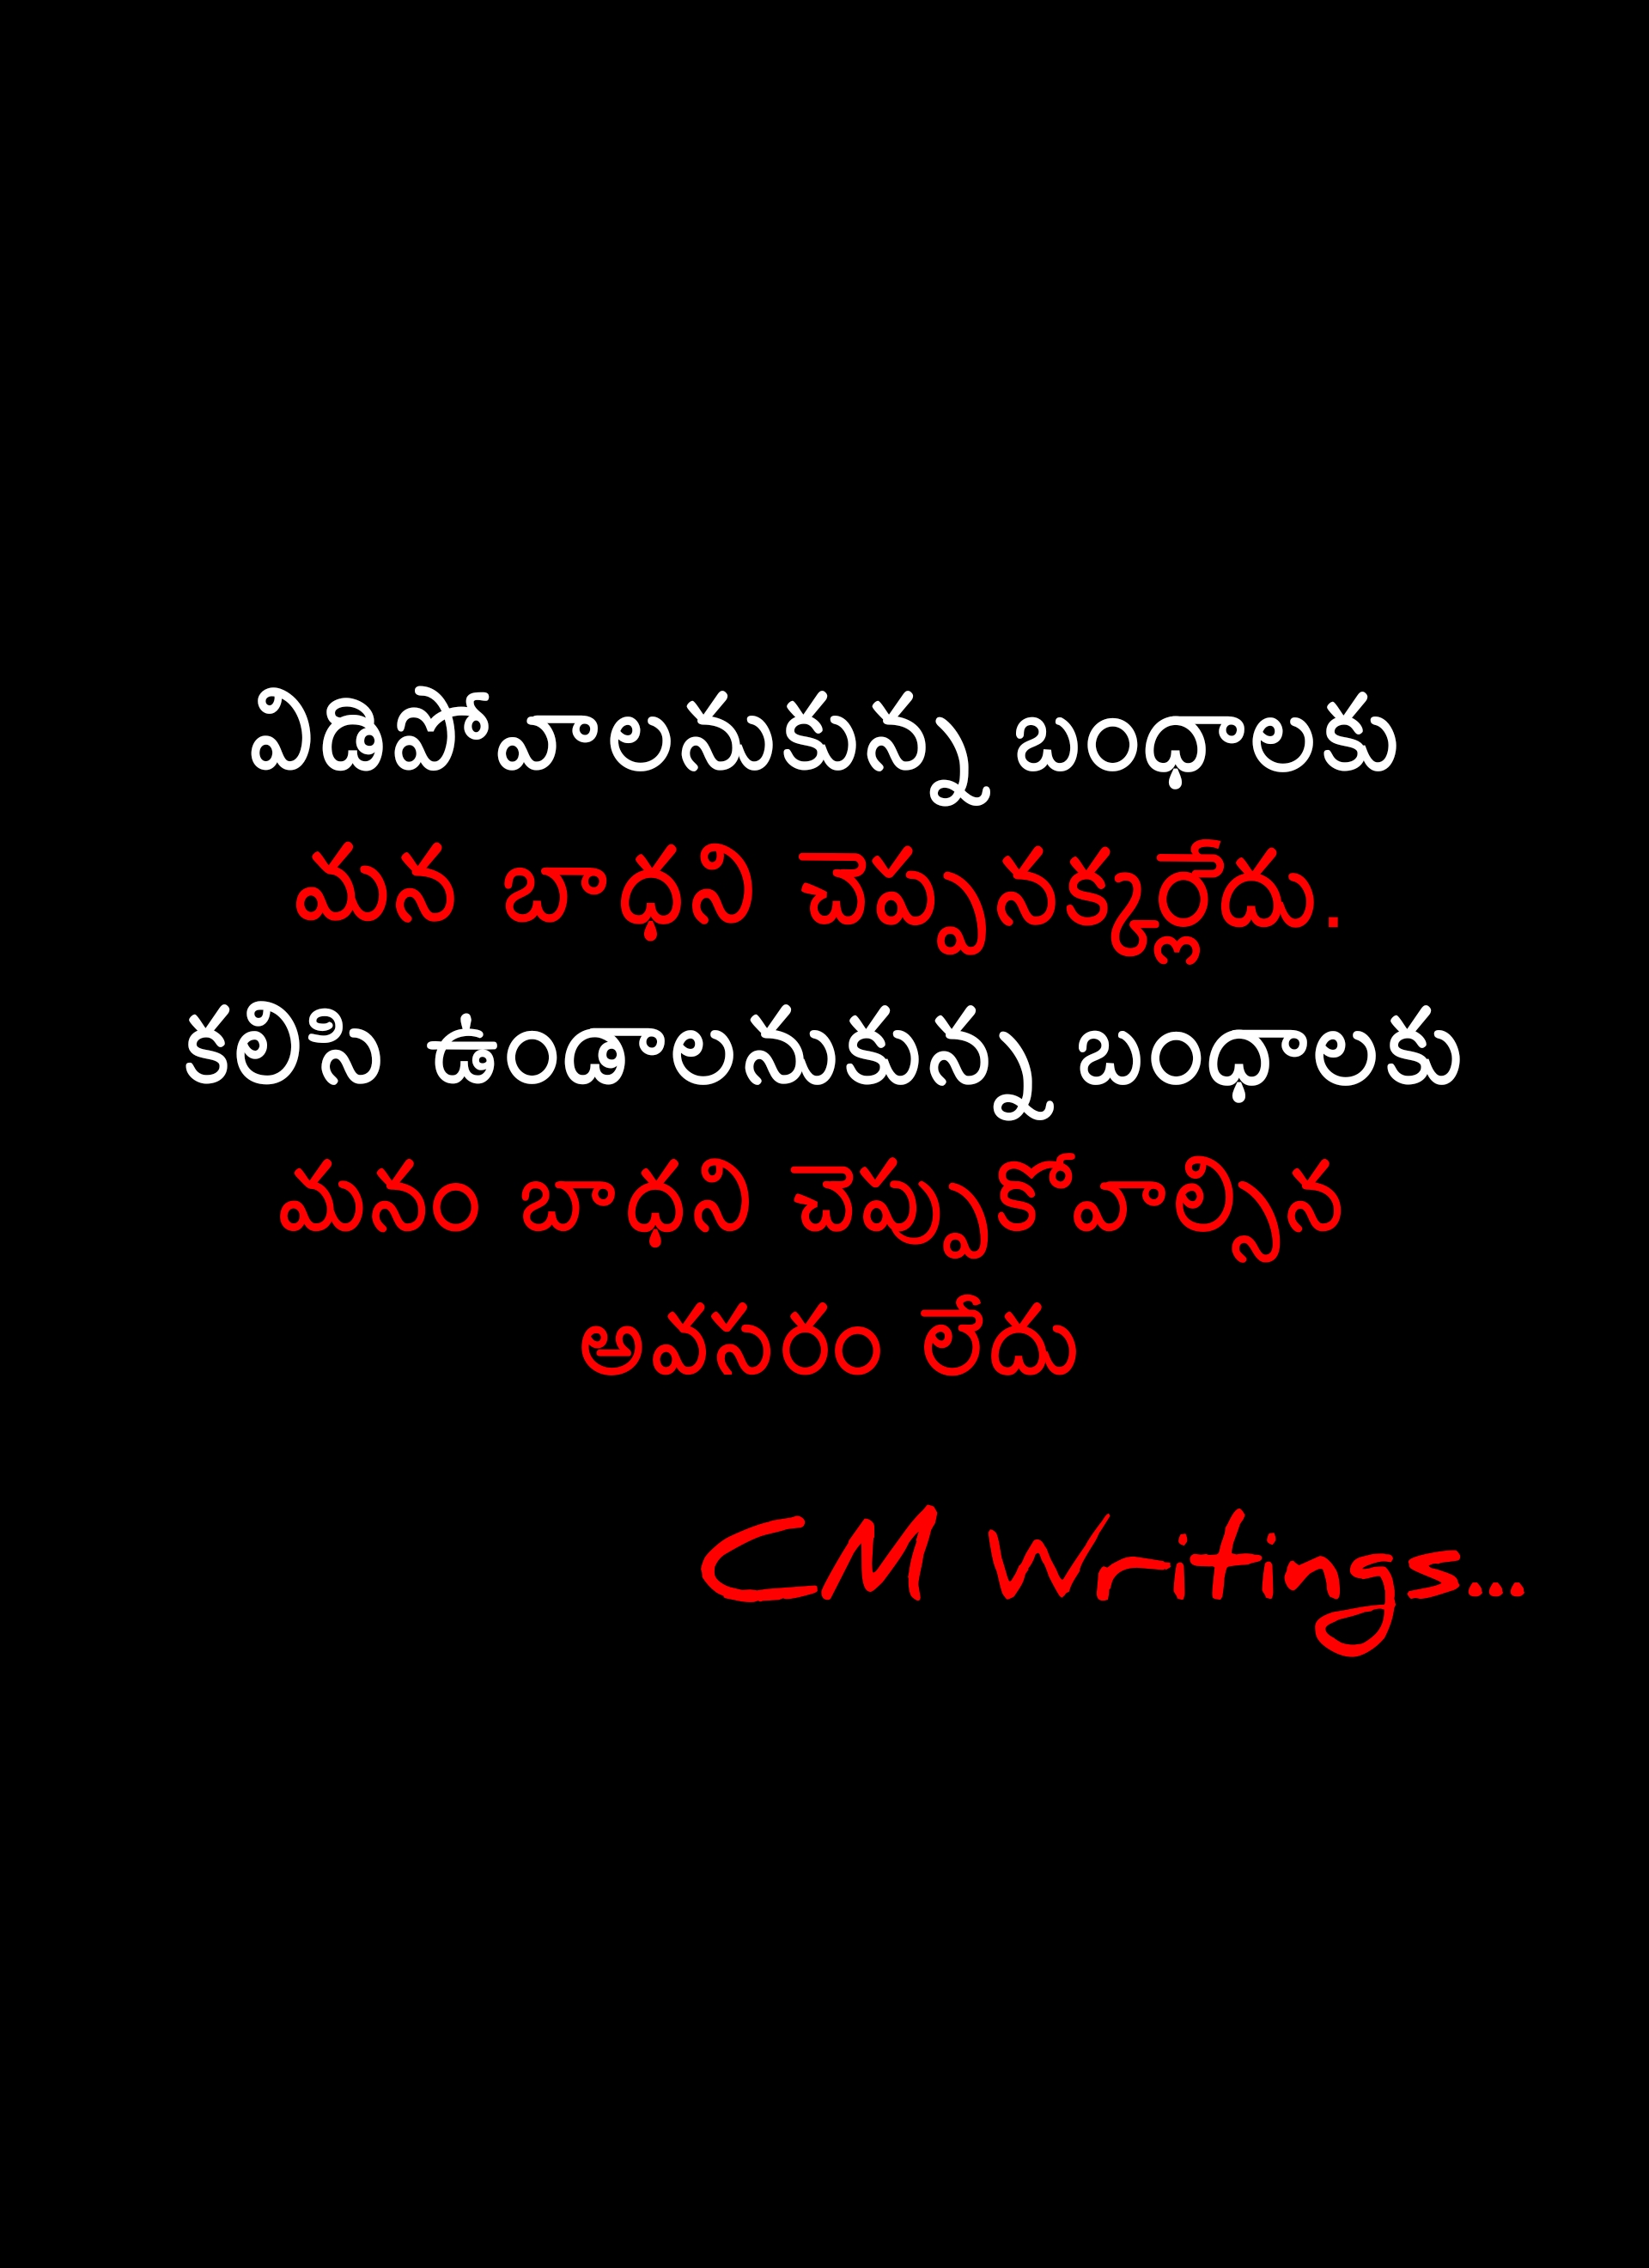 విడిపోవాలనుకున్న బంధాలకు
మన బాధని చెప్పనక్కర్లేదు.
కలిసి ఉండాలనుకున్న బంధాలకు
మనం బాధని చెప్పుకోవాల్సిన
అవసరం లేదు
CM Writings...